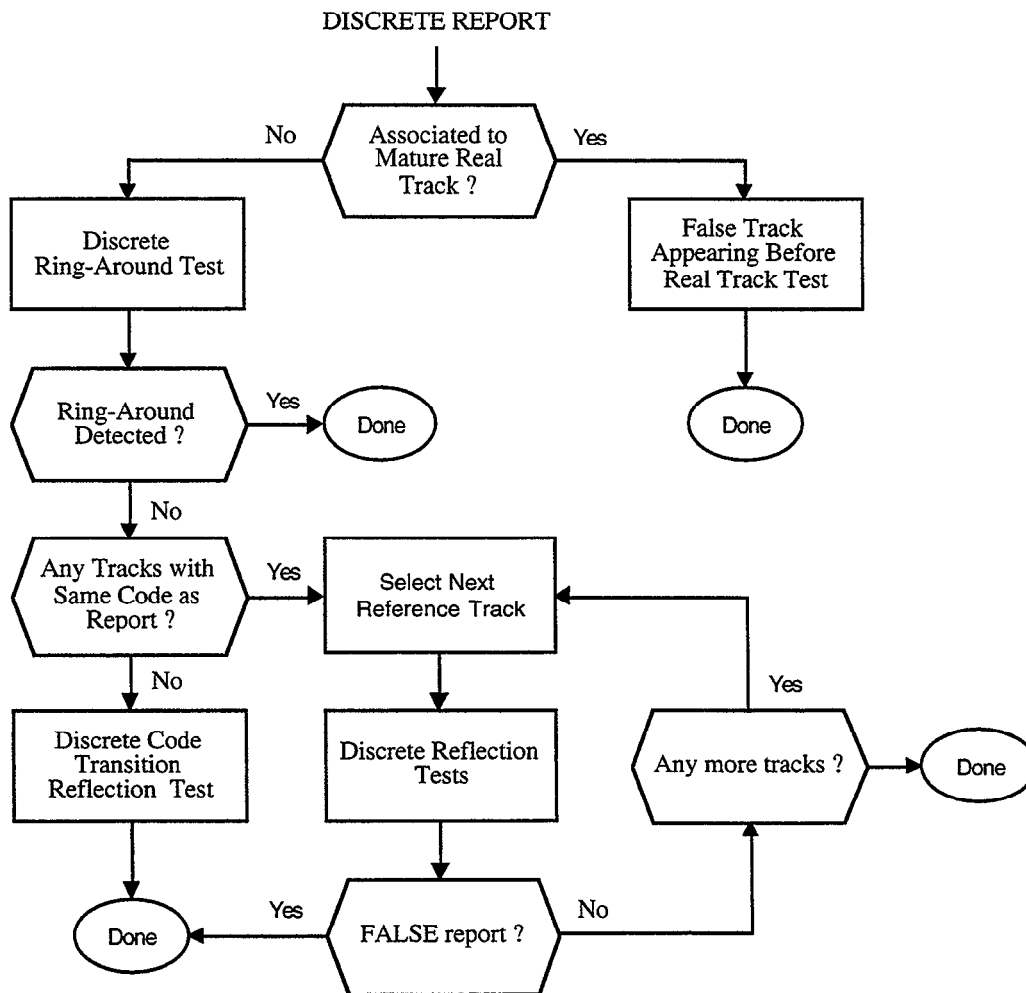 DISCRETE REPORT
No
Associated to
Mature Real
Track ?
Yes
Discrete
Ring-Around Test
False Track
Appearing Before
Real Track Test
Ring-Around
Detected ?
Yes
Done
Done
No
Any Tracks with
Same Code as
Report ?
Yes
Select Next
Reference Track
No
Yes
Discrete Code
Transition
Reflection Test
Discrete Reflection
Tests
Any more tracks ?
Done
Done
Yes
FALSE report ?
No